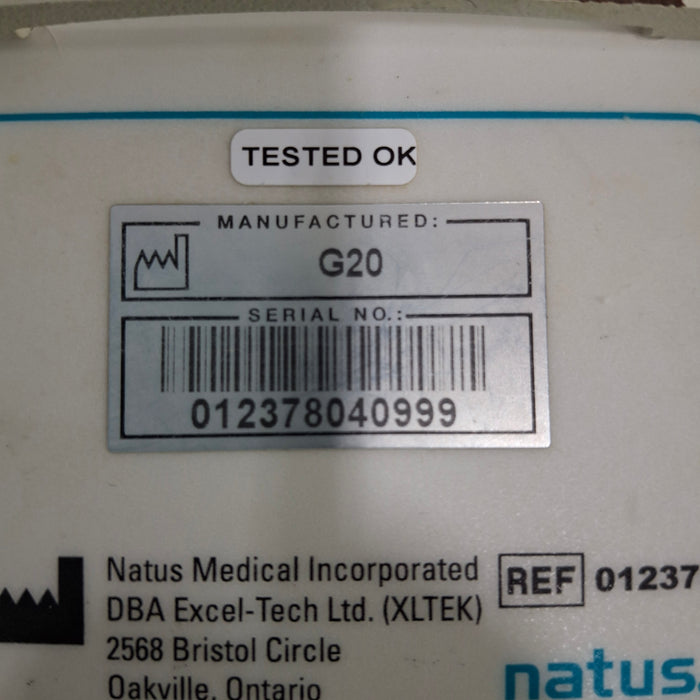 TESTED OK
MANUFACTURED:
G20
SERIAL NO.:
012378040999
Natus Medical Incorporated
DBA Excel-Tech Ltd. (XLTEK)
2568 Bristol Circle
Oakville, Ontario
REF 01237
natus